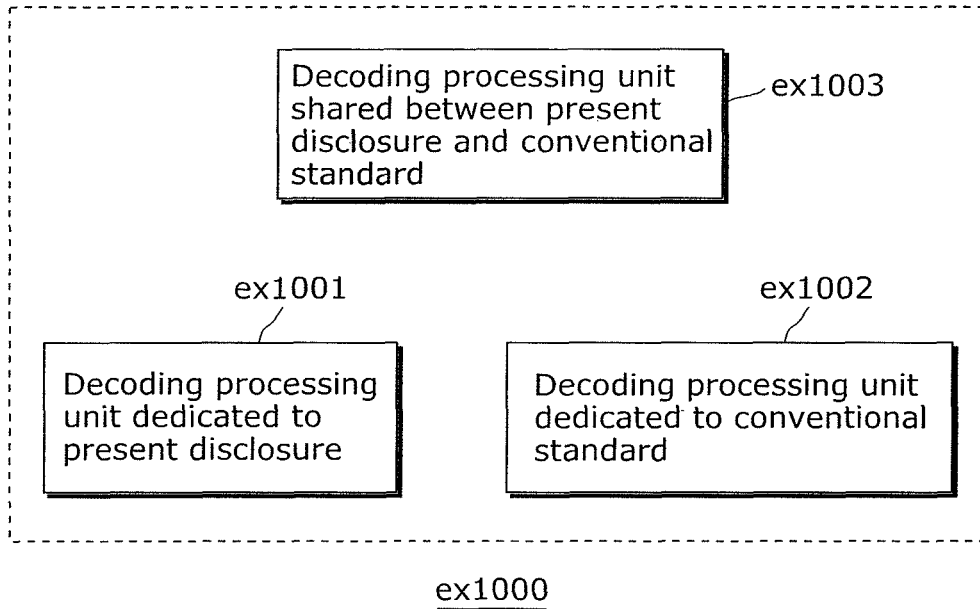 Decoding processing unit
shared between present
disclosure and conventional
standard
ex1003
ex1001
ex1002
Decoding processing
unit dedicated to
present disclosure
Decoding processing unit
dedicated to conventional
standard
ex1000